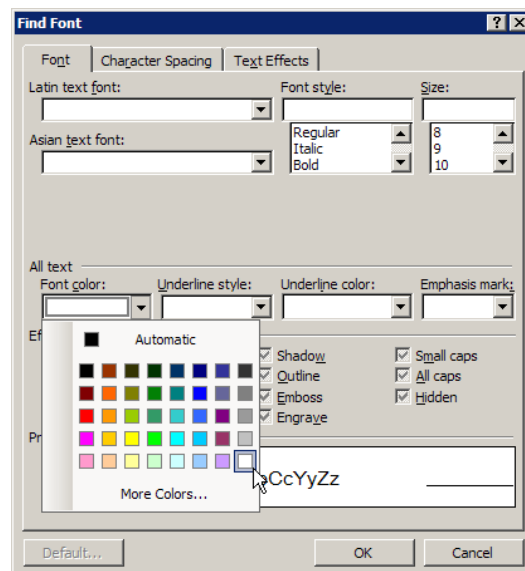 Find Font
Font Character Spacing Text Effects
Latin text font: Font style: Size:
Regular 8
Italic 9
Bold 10
Asian text font:
All text
Font color: Underline style: Underline color: Emphasis mark:
Ef
Automatic
Shadow Small caps
Outline All caps
Emboss Hidden
Engrave
Pr
CcYyZz
More Colors...
Default... OK Cancel